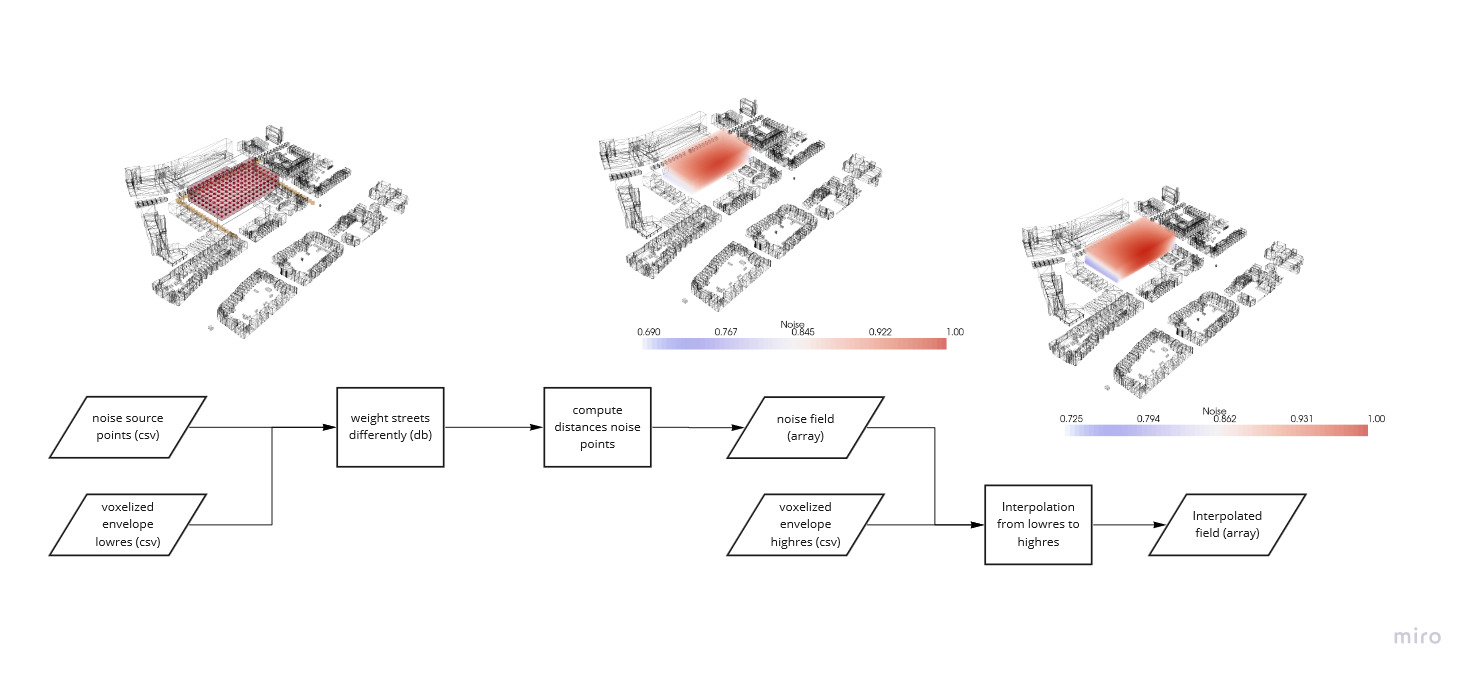 Noise
0.690 0.767 0.845 0.922 1.00
Noise
0.725 0.794 0.862 0.931 1.00
noise source
points (csv)
weight streets
differently (db)
compute
distances noise
points
noise field
(array)
voxelized
envelope
lowres (csv)
voxelized
envelope
highres (csv)
Interpolation
from lowres to
highres
Interpolated
field (array)
miro